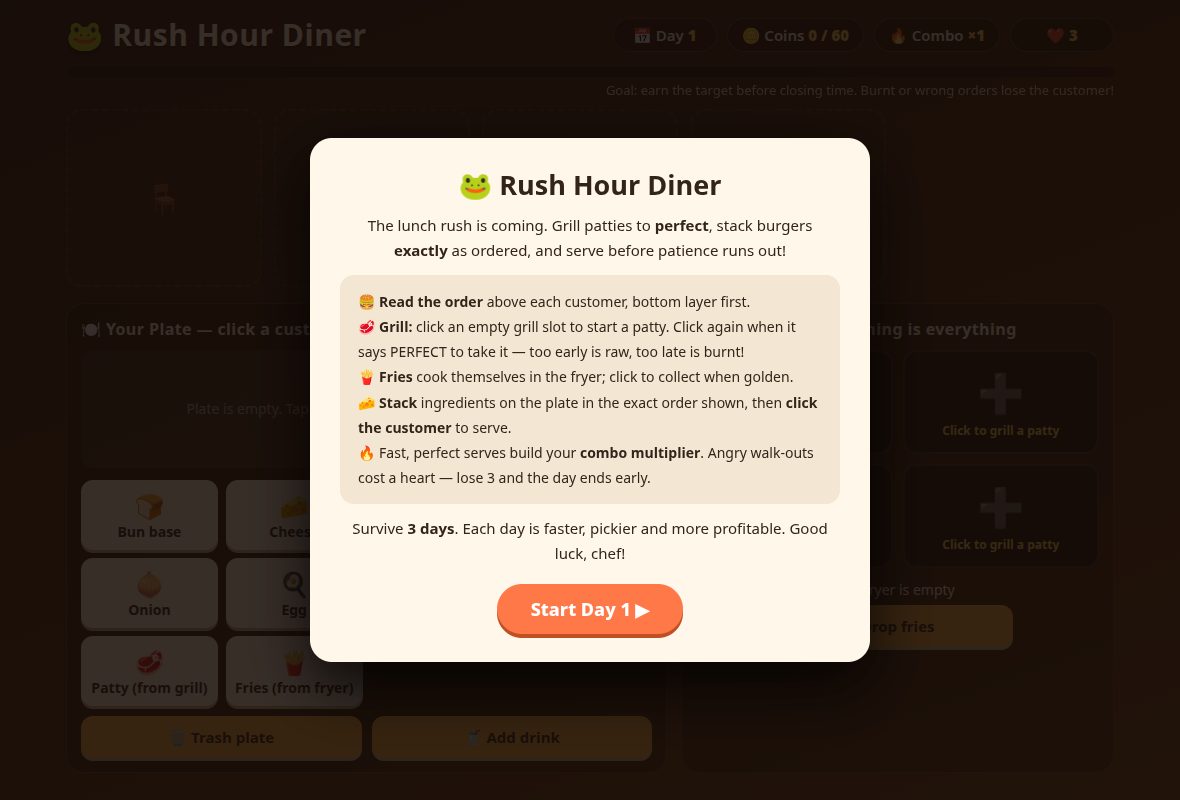 🐸 Rush Hour Diner
📅 Day 1
🪙 Coins 0 / 60
🔥 Combo ×1
❤️ 3
Goal: earn the target before closing time. Burnt or wrong orders lose the customer!
🐸 Rush Hour Diner
The lunch rush is coming. Grill patties to perfect, stack burgers
exactly as ordered, and serve before patience runs out!
🍔 Read the order above each customer, bottom layer first.
🥩 Grill: click an empty grill slot to start a patty. Click again when it
says PERFECT to take it — too early is raw, too late is burnt!
🍟 Fries cook themselves in the fryer; click to collect when golden.
🧀 Stack ingredients on the plate in the exact order shown, then click
the customer to serve.
🔥 Fast, perfect serves build your combo multiplier. Angry walk-outs
cost a heart — lose 3 and the day ends early.
Survive 3 days. Each day is faster, pickier and more profitable. Good
luck, chef!
Start Day 1 ▶
🍽️ Your Plate — click a cust
Plate is empty. Tap
Bun base
Chees
Onion
Egg
Patty (from grill)
Fries (from fryer)
🗑️ Trash plate
🥤 Add drink
ing is everything
Click to grill a patty
Click to grill a patty
ryer is empty
rop fries